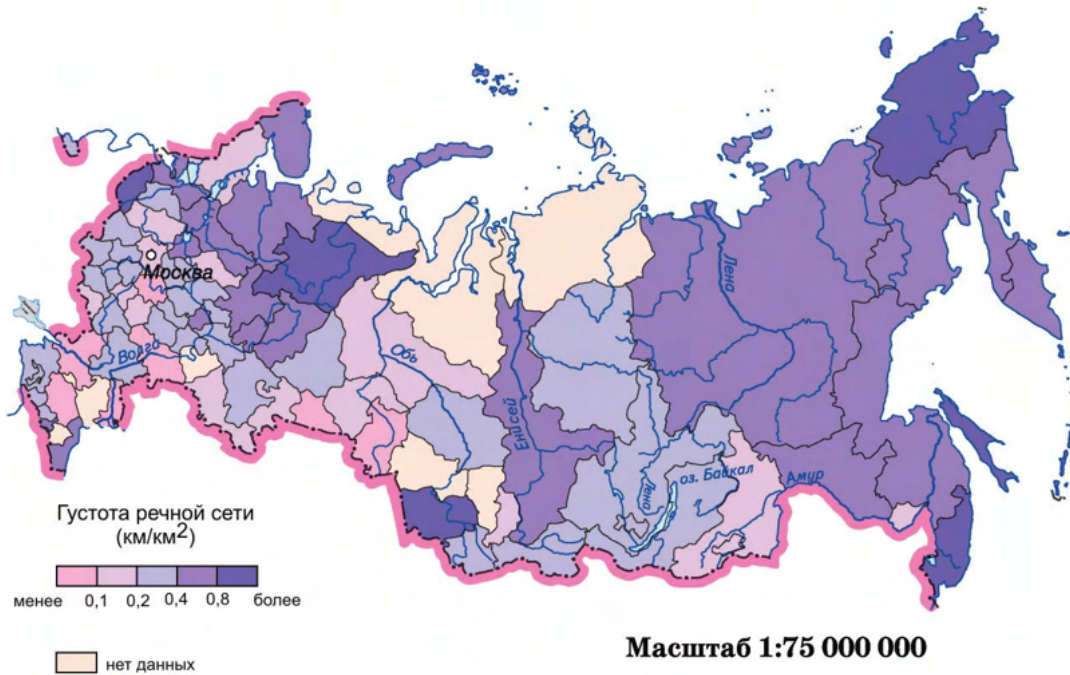 Москва
Волга
Обь
Енисей
Лена
Лена
оз. Байкал
Амур
Густота речной сети
(км/км2)
менее 0,1 0,2 0,4 0,8 более
нет данных
Масштаб 1:75 000 000